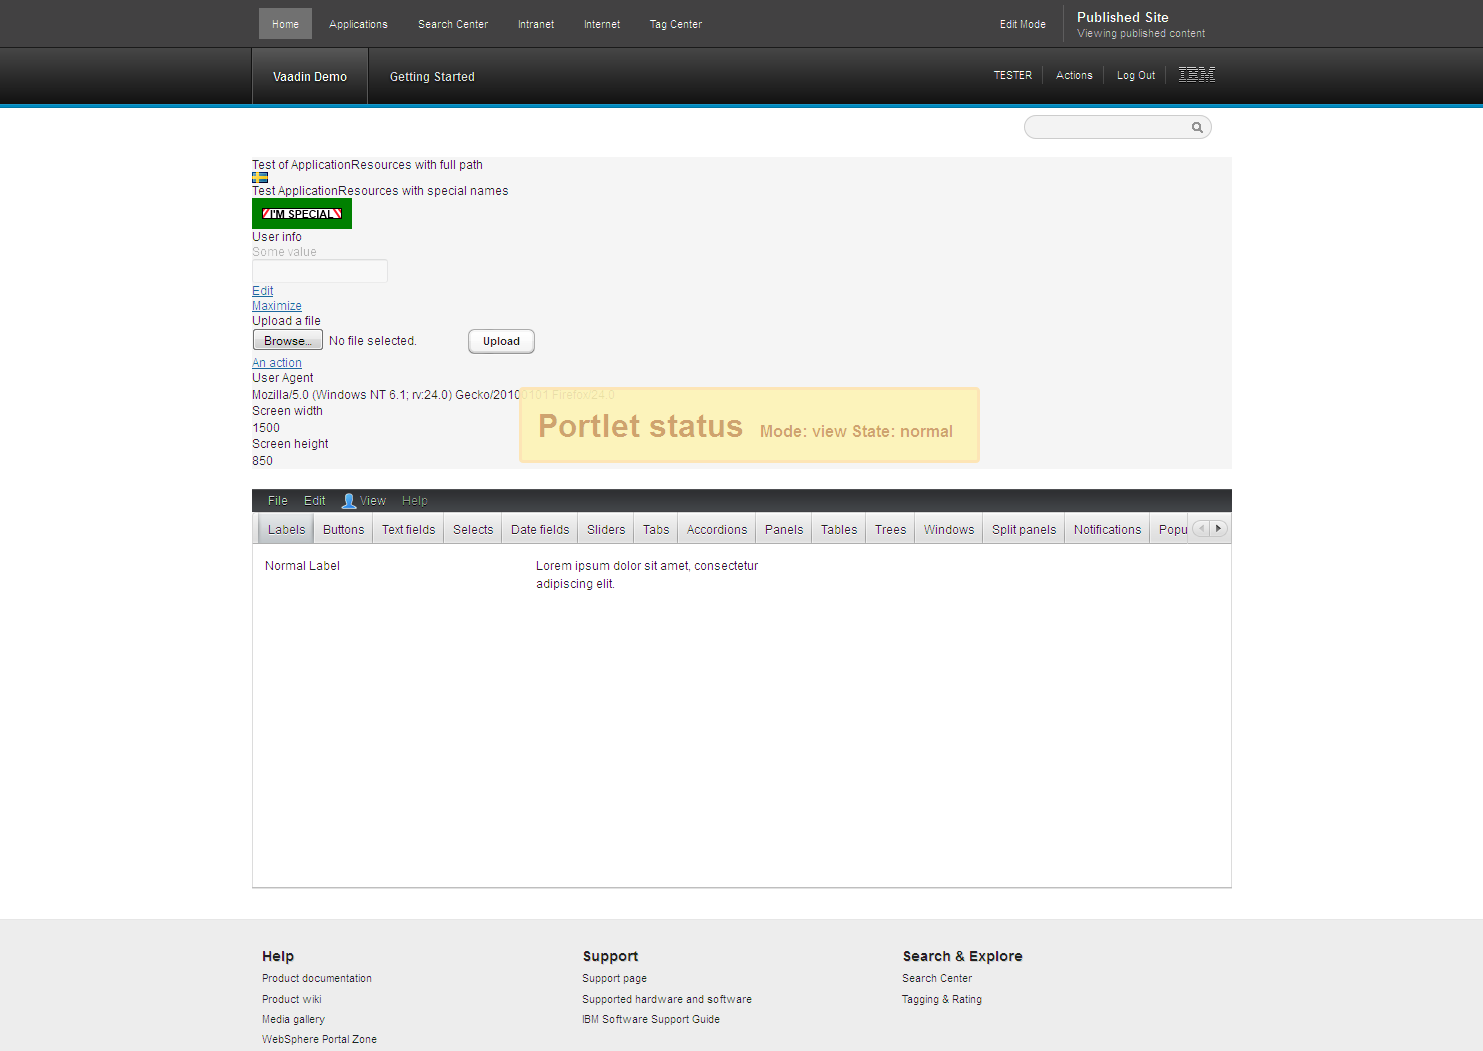 Home Applications Search Center Intranet Internet Tag Center Edit Mode Published Site
Viewing published content
Vaadin Demo Getting Started TESTER Actions Log Out IBM
Test of ApplicationResources with full path
Test ApplicationResources with special names
I'M SPECIAL
User info
Some value
Edit
Maximize
Upload a file
Browse... No file selected. Upload
An action
User Agent
Mozilla/5.0 (Windows NT 6.1; rv:24.0) Gecko/20100101 Firefox/24.0
Screen width
1500
Portlet status Mode: view State: normal
Screen height
850
File Edit View Help
Labels Buttons Text fields Selects Date fields Sliders Tabs Accordions Panels Tables Trees Windows Split panels Notifications Popu
Normal Label Lorem ipsum dolor sit amet, consectetur
adipiscing elit.
Help Support Search & Explore
Product documentation Support page Search Center
Product wiki Supported hardware and software Tagging & Rating
Media gallery IBM Software Support Guide
WebSphere Portal Zone